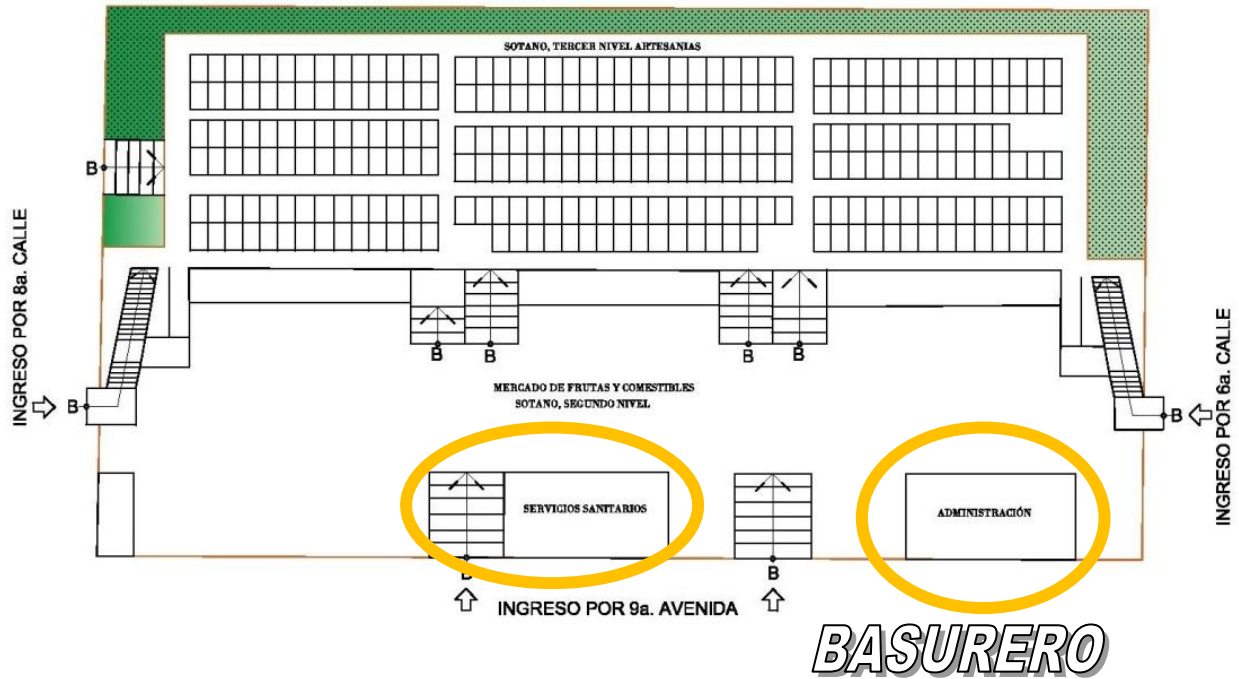 SOTANO, TERCER NIVEL ARTESANIAS
B
INGRESO POR 8a. CALLE
B
B
B
B
B
MERCADO DE FRUTAS Y COMESTIBLES
SOTANO, SEGUNDO NIVEL
B
B
INGRESO POR 6a. CALLE
SERVICIOS SANITARIOS
ADMINISTRACIÓN
B
B
INGRESO POR 9a. AVENIDA
BASURERO